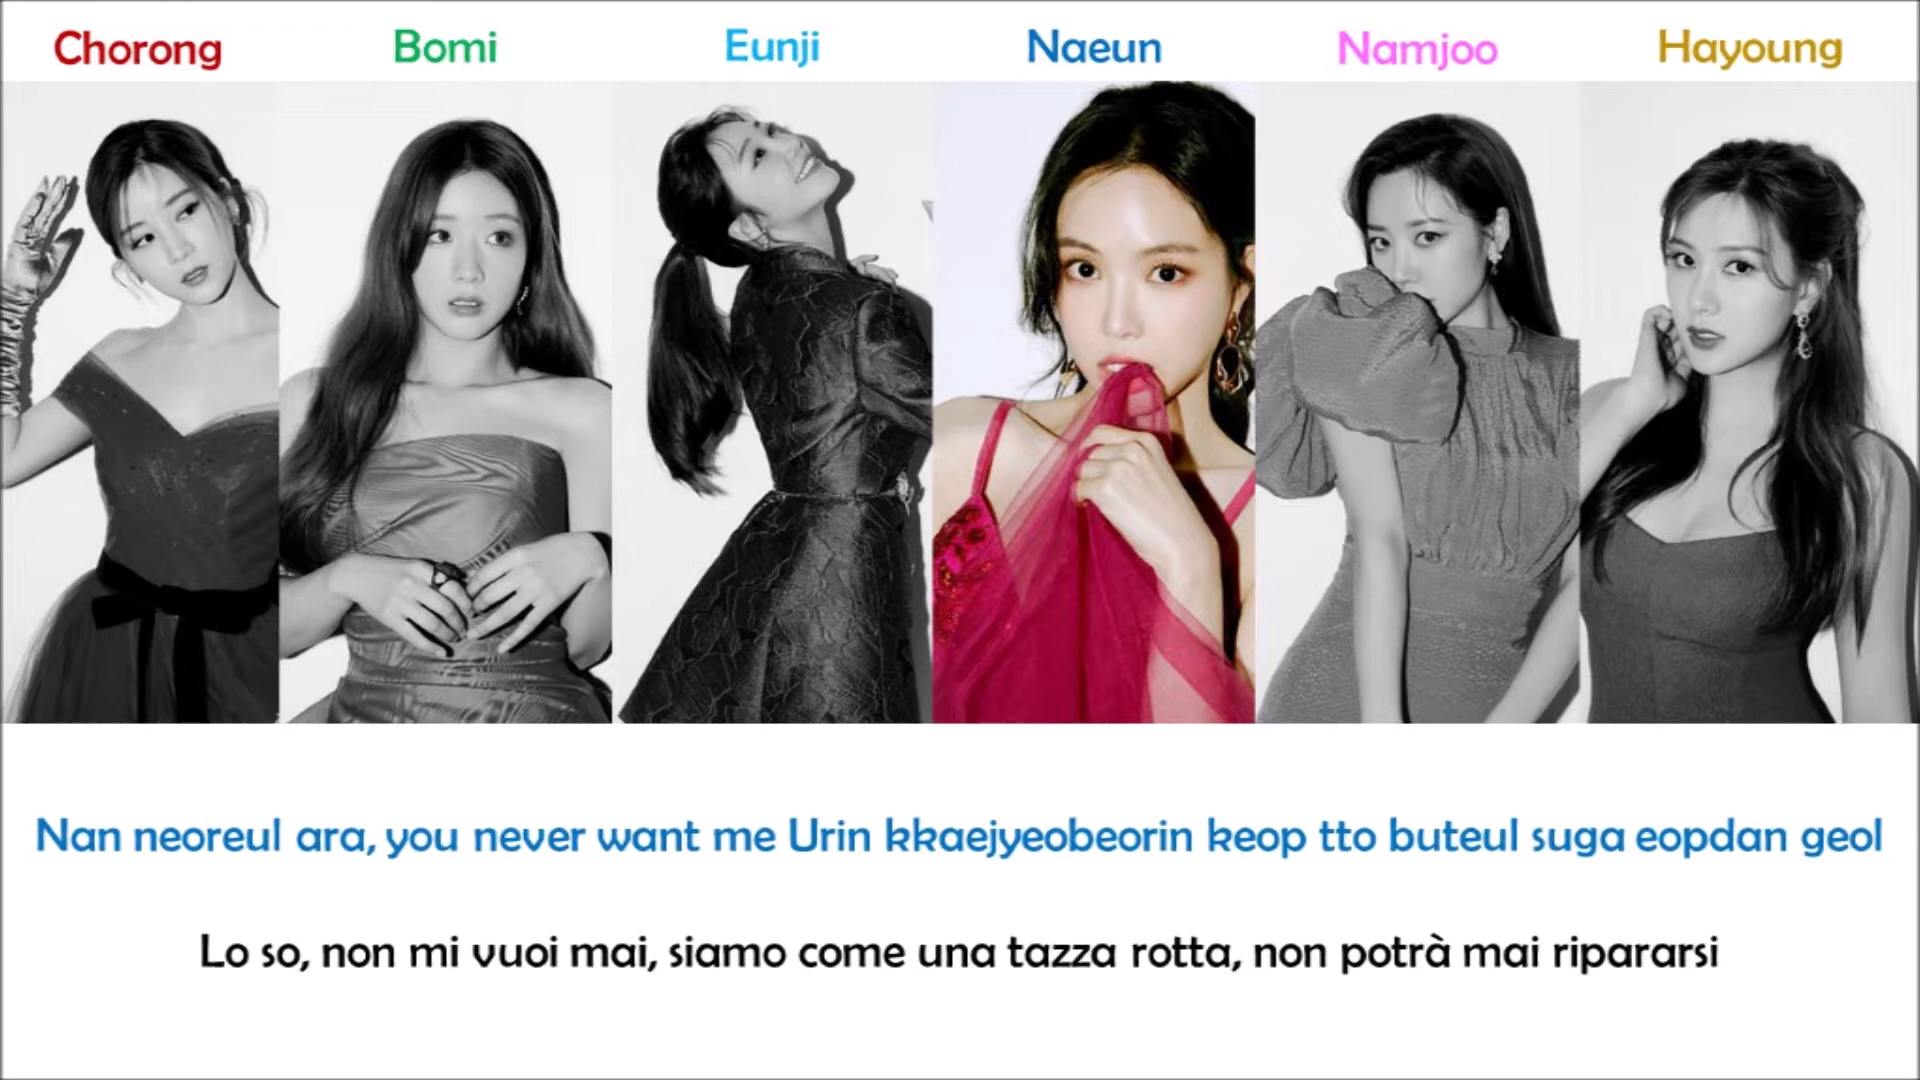 Chorong Bomi Eunji Naeun Namjoo Hayoung
Nan neoreul ara, you never want me Urin kkaejyeobeorin keop tto buteul suga eopdan geol
Lo so, non mi vuoi mai, siamo come una tazza rotta, non potrà mai ripararsi